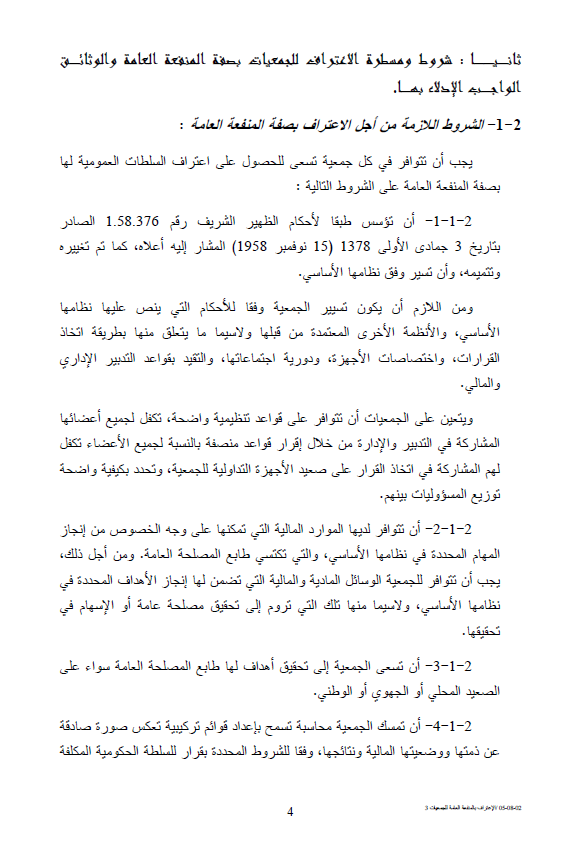 ثانيـــا : شروط ومسطرة الاعتراف للجمعيات بصفة المنفعة العامة والوثائق
الواجب الإدلاء بها.
2-1- الشروط اللازمة من أجل الاعتراف بصفة المنفعة العامة :
يجب أن تتوافر في كل جمعية تسعى للحصول على اعتراف السلطات العمومية لها
بصفة المنفعة العامة على الشروط التالية :
2-1-1- أن تؤسس طبقا لأحكام الظهير الشريف رقم 1.58.376 الصادر
بتاريخ 3 جمادى الأولى 1378 (15 نوفمبر 1958) المشار إليه أعلاه، كما تم تغييره
وتتميمه، وأن تسير وفق نظامها الأساسي.
ومن اللازم أن يكون تسيير الجمعية وفقا للأحكام التي ينص عليها نظامها
الأساسي، والأنظمة الأخرى المعتمدة من قبلها ولاسيما ما يتعلق منها بطريقة اتخاذ
القرارات، واختصاصات الأجهزة، ودورية اجتماعاتها، والتقيد بقواعد التدبير الإداري
والمالي.
ويتعين على الجمعيات أن تتوافر على قواعد تنظيمية واضحة، تكفل لجميع أعضائها
المشاركة في التدبير والإدارة من خلال إقرار قواعد منصفة بالنسبة لجميع الأعضاء تكفل
لهم المشاركة في اتخاذ القرار على صعيد الأجهزة التداولية للجمعية، وتحدد بكيفية واضحة
توزيع المسؤوليات بينهم.
2-1-2- أن تتوافر لديها الموارد المالية التي تمكنها على وجه الخصوص من إنجاز
المهام المحددة في نظامها الأساسي، والتي تكتسي طابع المصلحة العامة. ومن أجل ذلك،
يجب أن تتوافر للجمعية الوسائل المادية والمالية التي تضمن لها إنجاز الأهداف المحددة في
نظامها الأساسي، ولاسيما منها تلك التي تروم إلى تحقيق مصلحة عامة أو الإسهام في
تحقيقها.
2-1-3- أن تسعى الجمعية إلى تحقيق أهداف لها طابع المصلحة العامة سواء على
الصعيد المحلي أو الجهوي أو الوطني.
2-1-4- أن تمسك الجمعية محاسبة تسمح بإعداد قوائم تركيبية تعكس صورة صادقة
عن ذمتها ووضعيتها المالية ونتائجها، وفقا للشروط المحددة بقرار للسلطة الحكومية المكلفة
05-08-02 الإعتراف بالمنفعة العامة للجمعيات 3
4